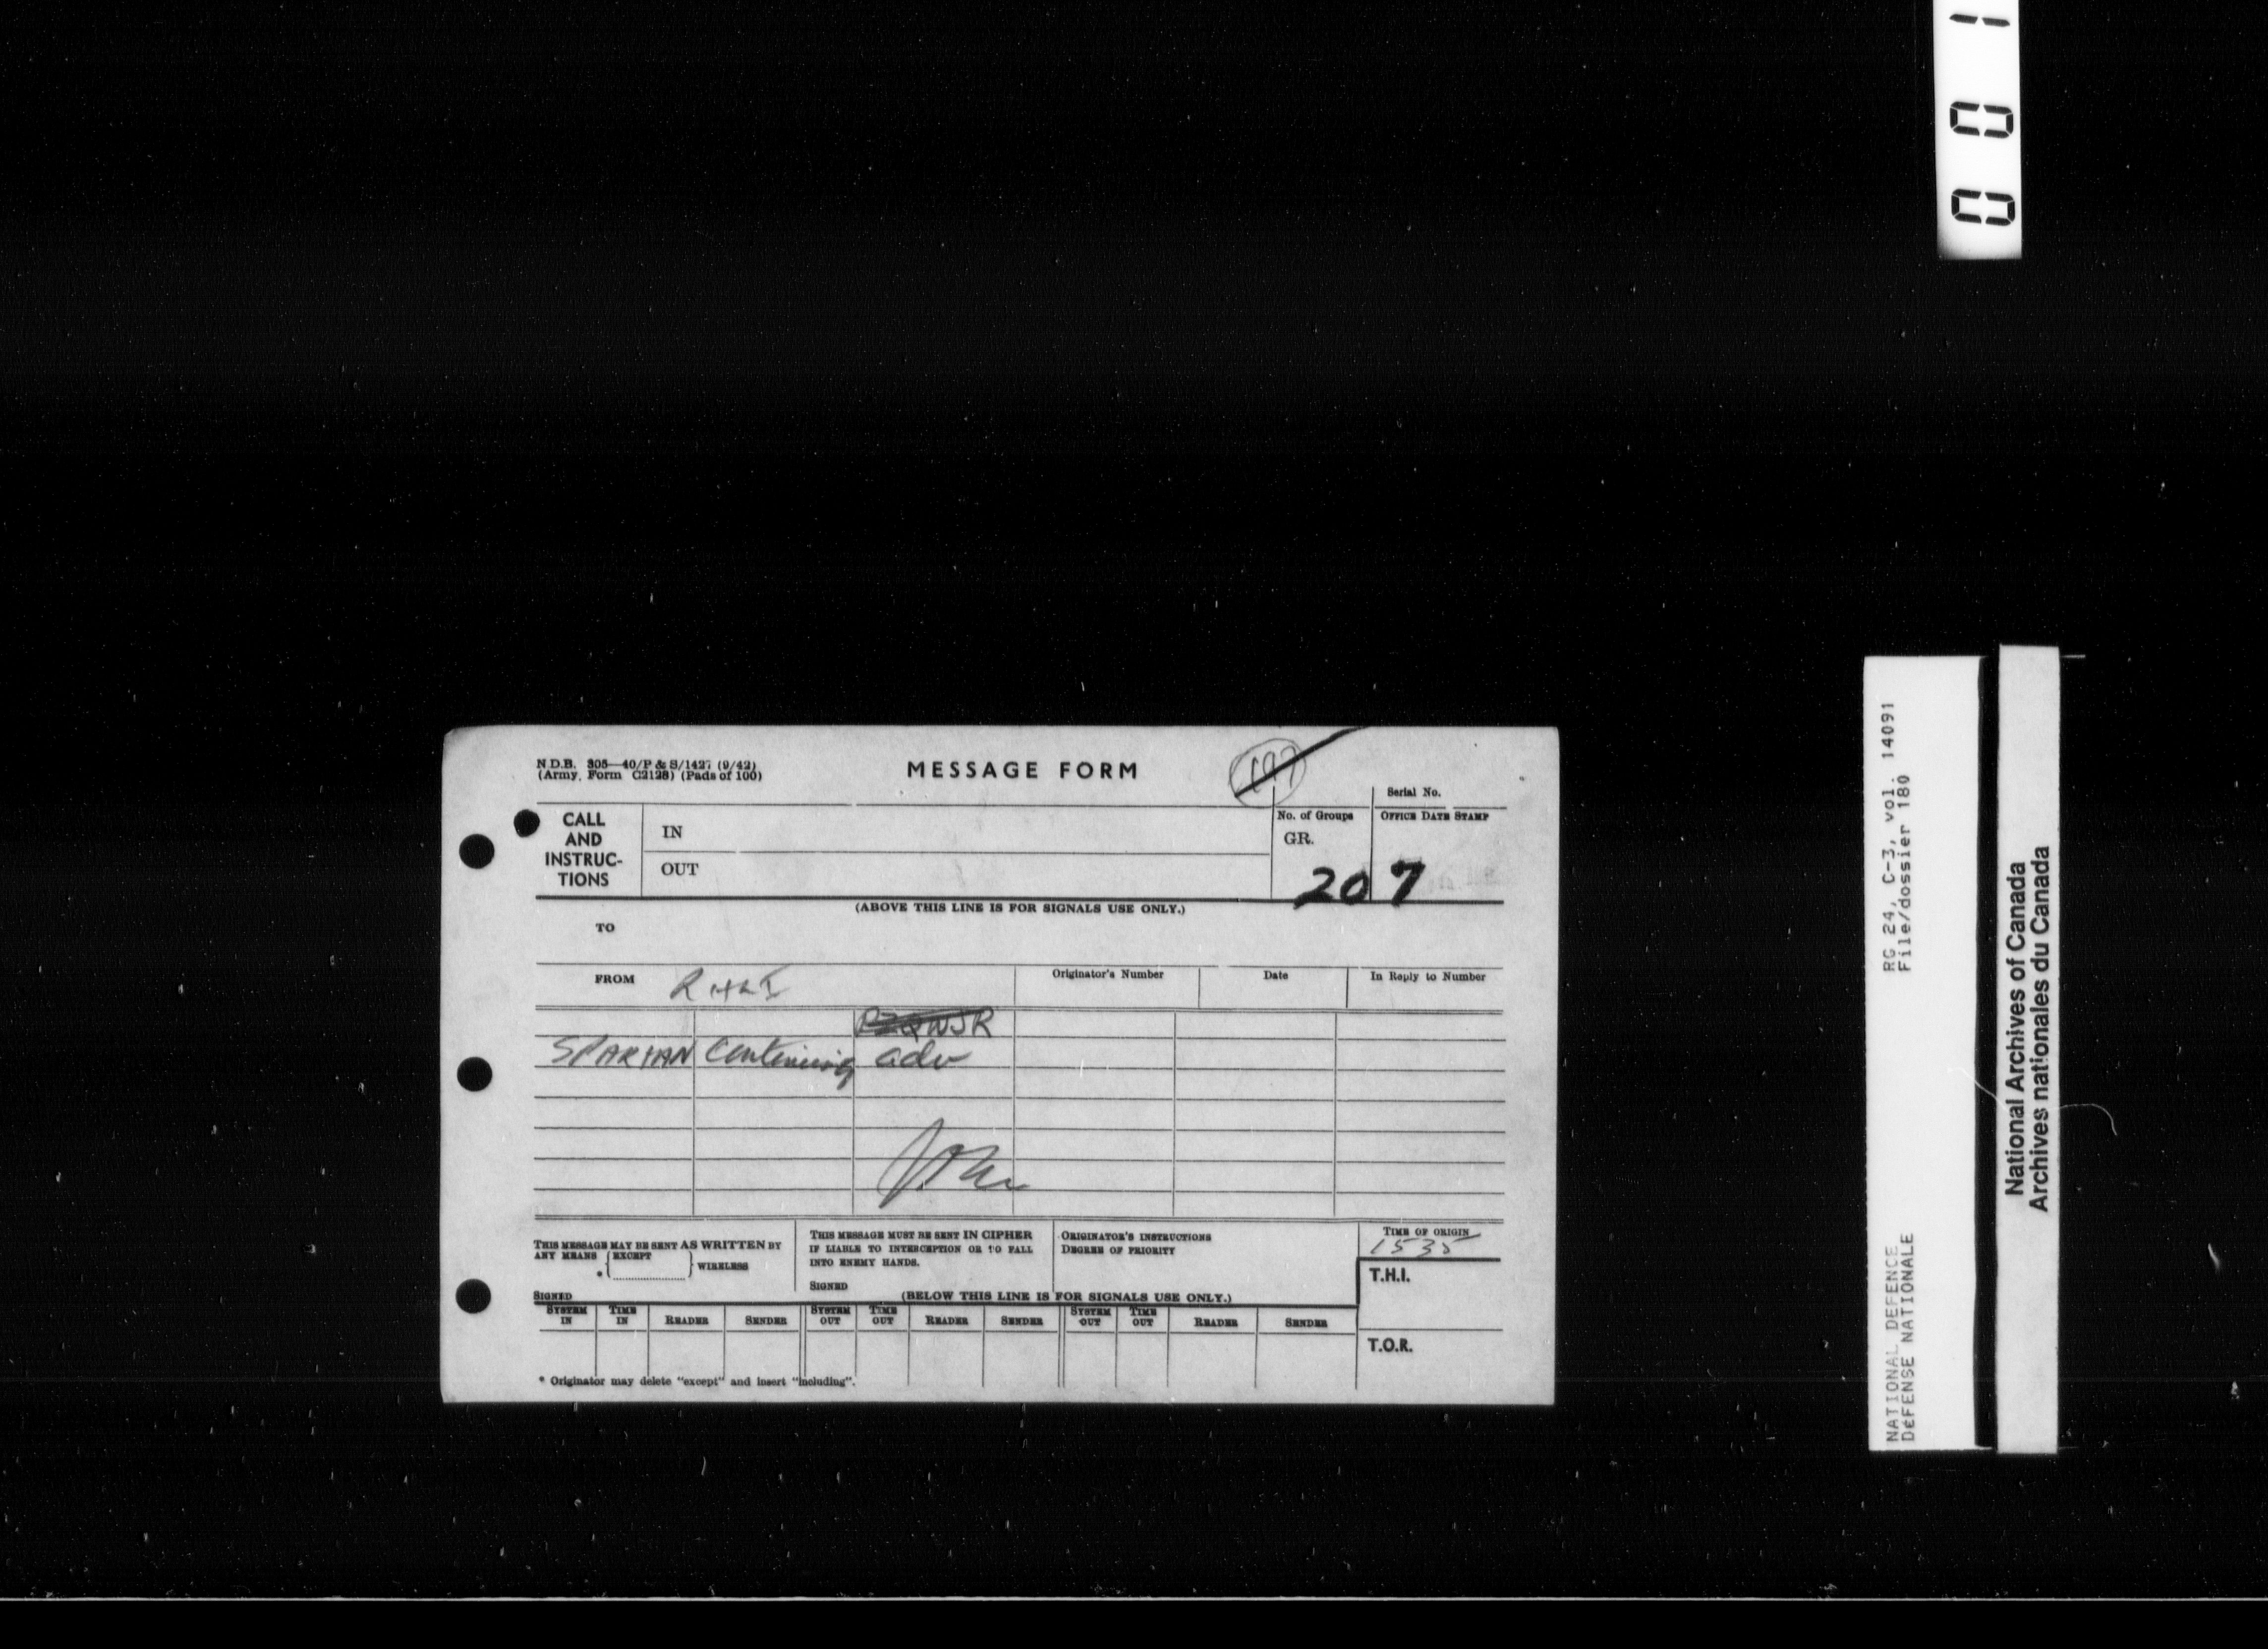 001
N.D.B. 305—40/P & S/1427 (9/42)
(Army Form C2128) (Pads of 100)
MESSAGE FORM
197
Serial No.
CALL AND INSTRUC-TIONS
IN
OUT
No. of Groups
GR.
OFFICE DATE STAMP
207
(ABOVE THIS LINE IS FOR SIGNALS USE ONLY.)
TO
FROM RHLI
Originator's Number
Date
In Reply to Number
SPARTAN continuing adv
THIS MESSAGE MAY BE SENT AS WRITTEN BY
ANY MEANS { EXCEPT
* } WIRELESS
SIGNED
THIS MESSAGE MUST BE SENT IN CIPHER
IF LIABLE TO INTERCEPTION OR TO FALL
INTO ENEMY HANDS.
SIGNED
ORIGINATOR'S INSTRUCTIONS
DEGREE OF PRIORITY
TIME OF ORIGIN
1535
T.H.I.
T.O.R.
(BELOW THIS LINE IS FOR SIGNALS USE ONLY.)
SYSTEM IN TIME IN READER SENDER SYSTEM OUT TIME OUT READER SENDER SYSTEM OUT TIME OUT READER SENDER
* Originator may delete "except" and insert "including".
NATIONAL DEFENCE RG 24, C-3, vol. 14091
DéFENSE NATIONALE File/dossier 180
National Archives of Canada
Archives nationales du Canada